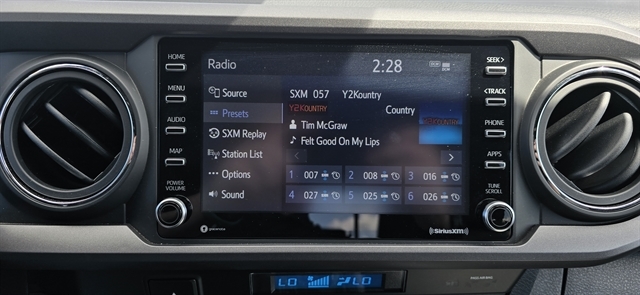 HOME
MENU
AUDIO
MAP
POWER
VOLUME
Radio
2:28
Source
Presets
SXM Replay
Station List
Options
Sound
SXM 057 Y2Kountry
Y2KOUNTRY
Country
Tim McGraw
Felt Good On My Lips
1 007 2 008 3 016
4 027 5 025 6 026
SEEK>
<TRACK
PHONE
APPS
TUNE
SCROLL
SiriusXM
LO LO